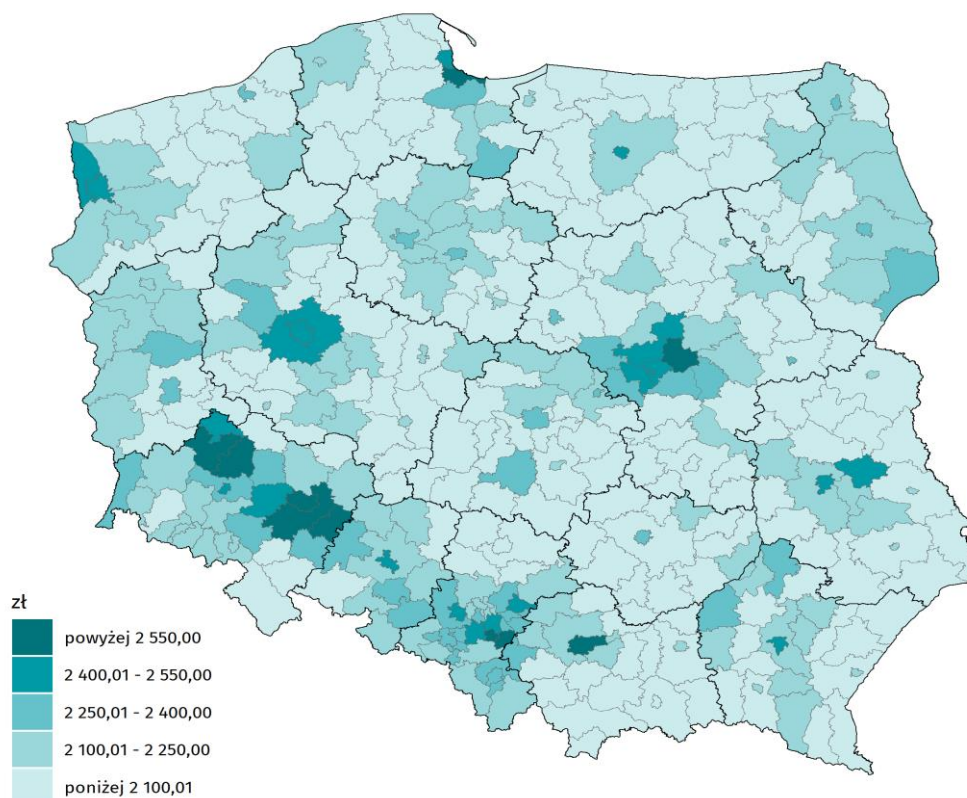 zł
powyżej 2 550,00
2 400,01 - 2 550,00
2 250,01 - 2 400,00
2 100,01 - 2 250,00
poniżej 2 100,01